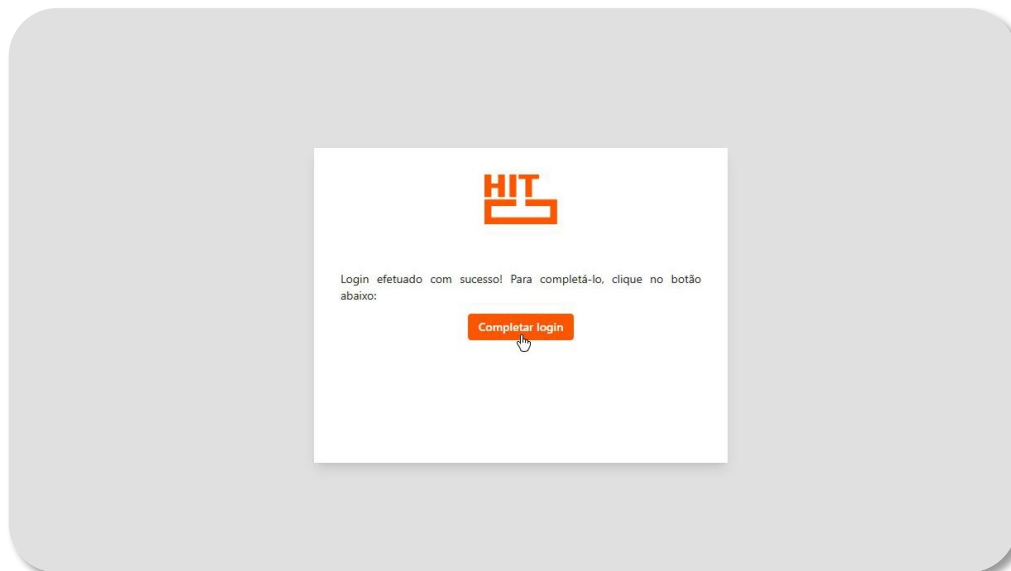 HIT
Login efetuado com sucesso! Para completá-lo, clique no botão
abaixo:
Completar login